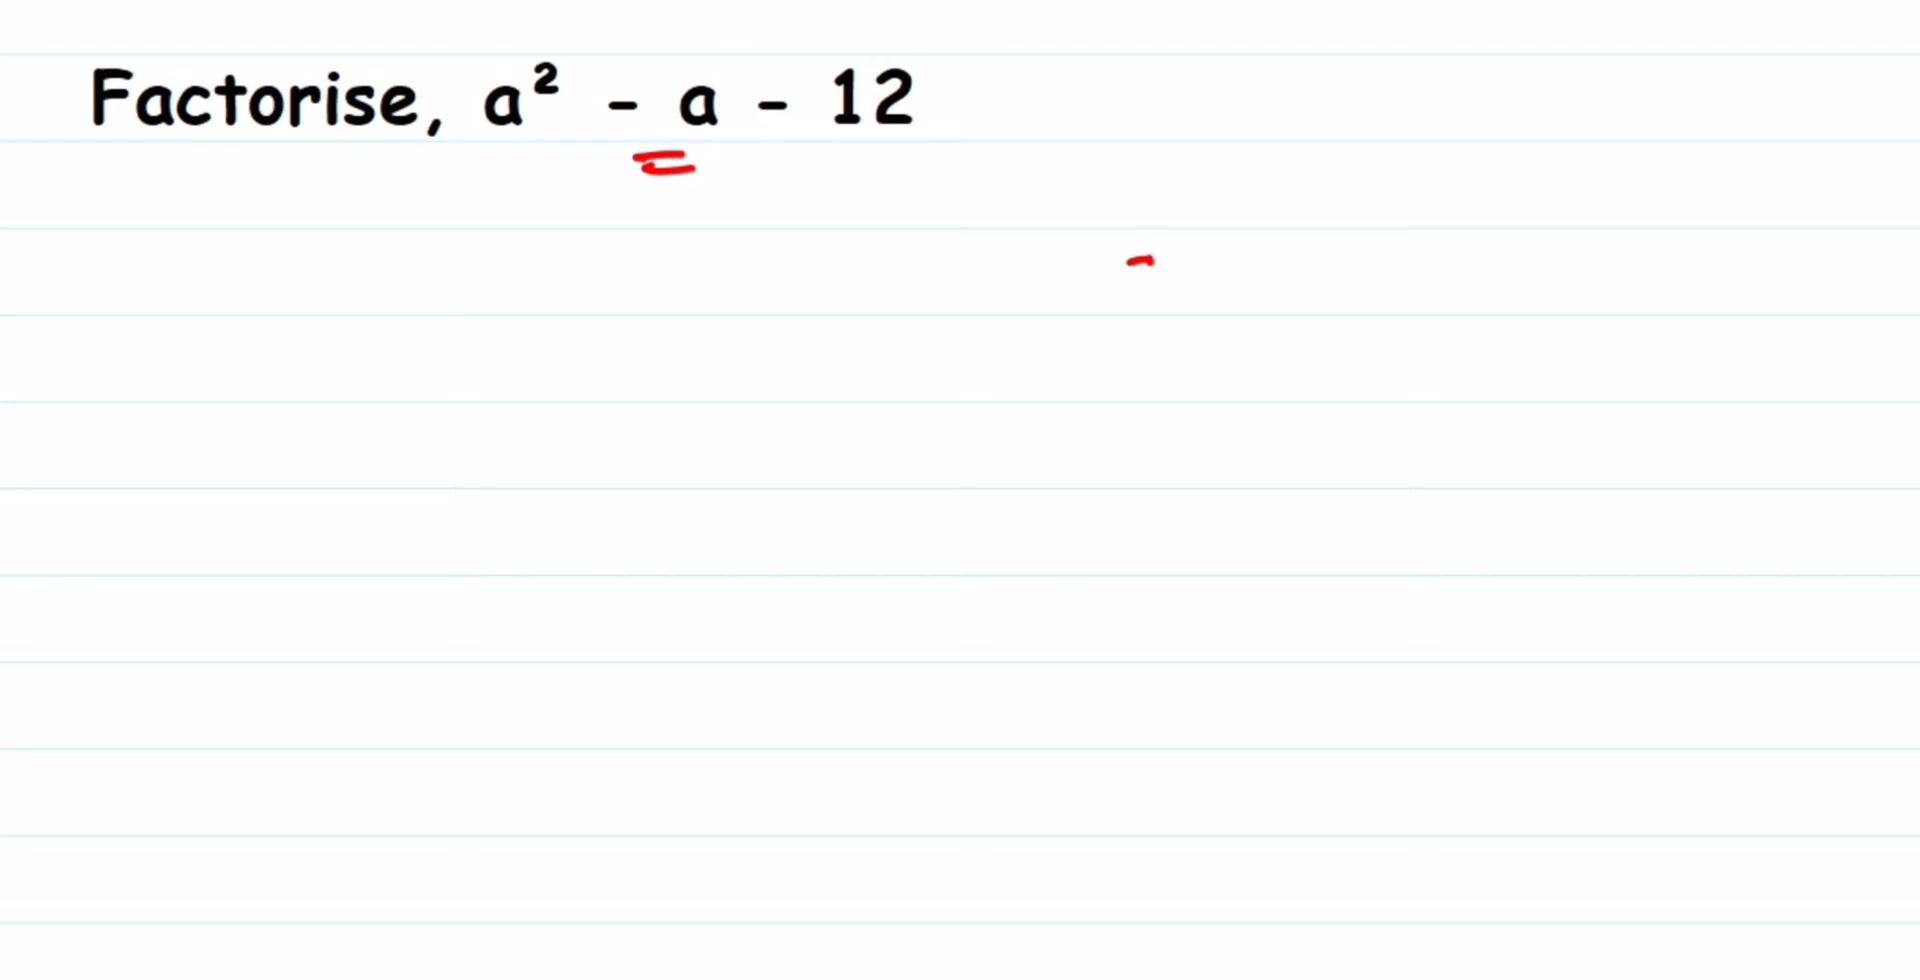 Factorise, a² - a - 12
-